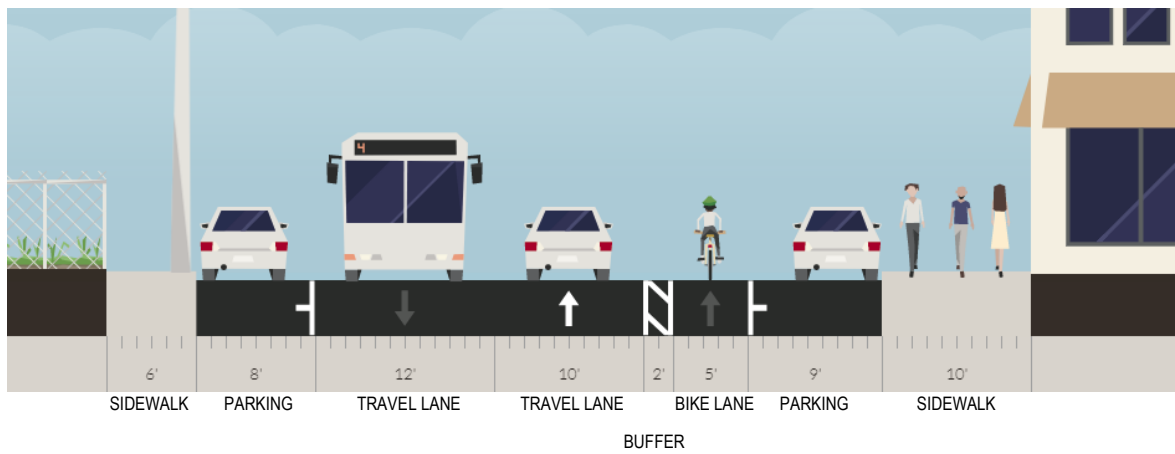 4
6' 8' 12' 10' 2' 5' 9' 10'
SIDEWALK PARKING TRAVEL LANE TRAVEL LANE BIKE LANE PARKING SIDEWALK
BUFFER